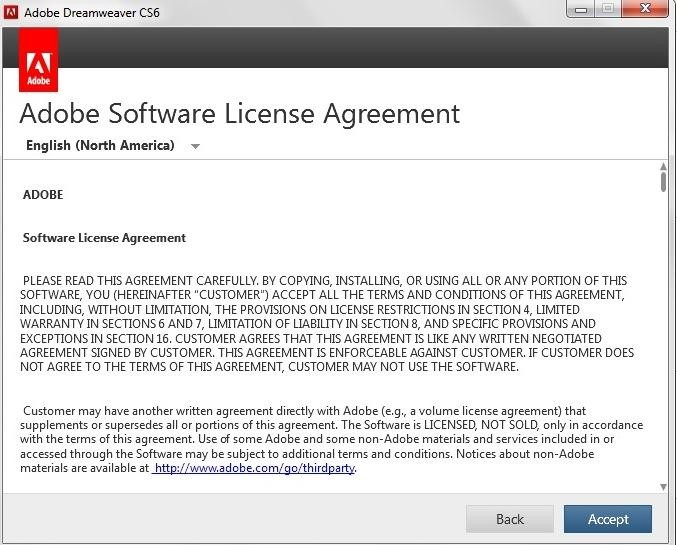 Adobe Dreamweaver CS6
Adobe
Adobe Software License Agreement
English (North America)
ADOBE
Software License Agreement
PLEASE READ THIS AGREEMENT CAREFULLY. BY COPYING, INSTALLING, OR USING ALL OR ANY PORTION OF THIS
SOFTWARE, YOU (HEREINAFTER “CUSTOMER”) ACCEPT ALL THE TERMS AND CONDITIONS OF THIS AGREEMENT,
INCLUDING, WITHOUT LIMITATION, THE PROVISIONS ON LICENSE RESTRICTIONS IN SECTION 4, LIMITED
WARRANTY IN SECTIONS 6 AND 7, LIMITATION OF LIABILITY IN SECTION 8, AND SPECIFIC PROVISIONS AND
EXCEPTIONS IN SECTION 16. CUSTOMER AGREES THAT THIS AGREEMENT IS LIKE ANY WRITTEN NEGOTIATED
AGREEMENT SIGNED BY CUSTOMER. THIS AGREEMENT IS ENFORCEABLE AGAINST CUSTOMER. IF CUSTOMER DOES
NOT AGREE TO THE TERMS OF THIS AGREEMENT, CUSTOMER MAY NOT USE THE SOFTWARE.
Customer may have another written agreement directly with Adobe (e.g., a volume license agreement) that
supplements or supersedes all or portions of this agreement. The Software is LICENSED, NOT SOLD, only in accordance
with the terms of this agreement. Use of some Adobe and some non-Adobe materials and services included in or
accessed through the Software may be subject to additional terms and conditions. Notices about non-Adobe
materials are available at http://www.adobe.com/go/thirdparty.
Back
Accept